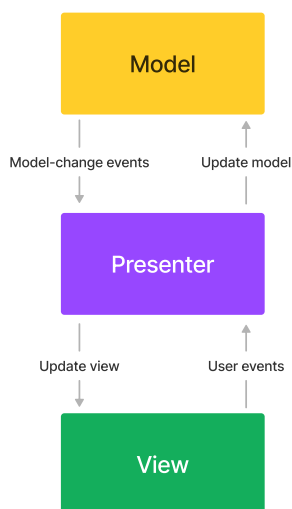 Model
Model-change events
Update model
Presenter
Update view
User events
View